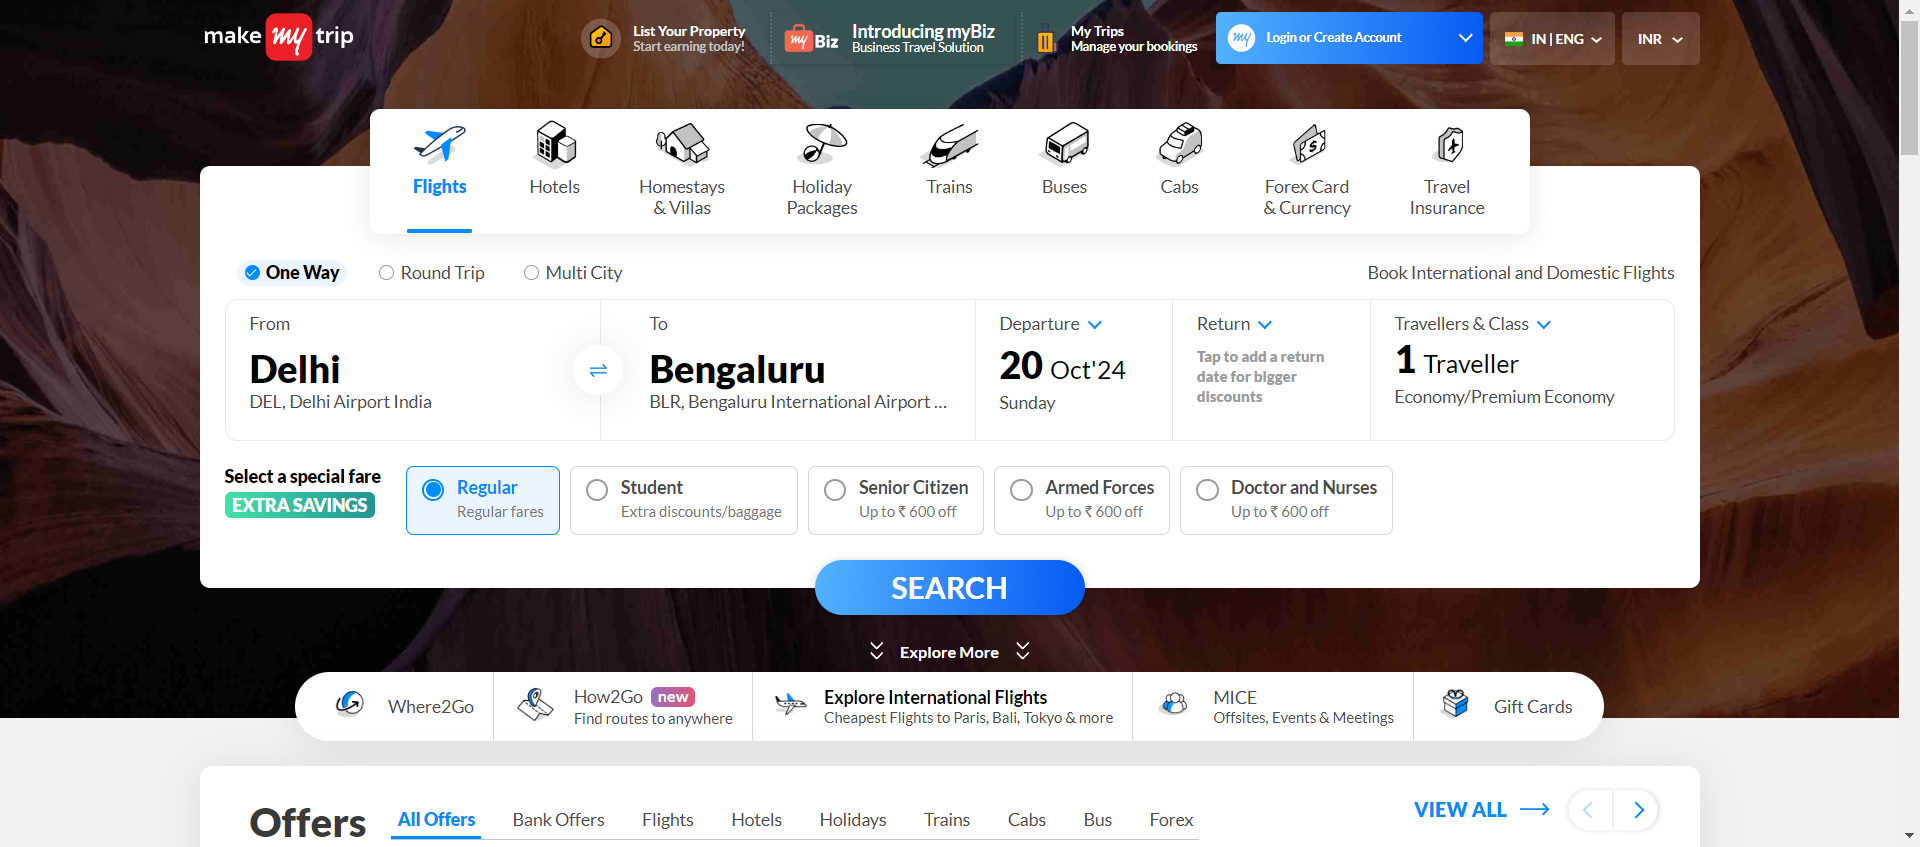 make my trip
List Your Property
Start earning today!
my Biz
Introducing myBiz
Business Travel Solution
My Trips
Manage your bookings
my
Login or Create Account
IN | ENG
INR
Flights
Hotels
Homestays
& Villas
Holiday
Packages
Trains
Buses
Cabs
Forex Card
& Currency
Travel
Insurance
One Way
Round Trip
Multi City
Book International and Domestic Flights
From
Delhi
DEL, Delhi Airport India
To
Bengaluru
BLR, Bengaluru International Airport ...
Departure
20 Oct'24
Sunday
Return
Tap to add a return
date for bigger
discounts
Travellers & Class
1 Traveller
Economy/Premium Economy
Select a special fare
EXTRA SAVINGS
Regular
Regular fares
Student
Extra discounts/baggage
Senior Citizen
Up to ₹ 600 off
Armed Forces
Up to ₹ 600 off
Doctor and Nurses
Up to ₹ 600 off
SEARCH
Explore More
Where2Go
How2Go new
Find routes to anywhere
Explore International Flights
Cheapest Flights to Paris, Bali, Tokyo & more
MICE
Offsites, Events & Meetings
Gift Cards
Offers
All Offers
Bank Offers
Flights
Hotels
Holidays
Trains
Cabs
Bus
Forex
VIEW ALL